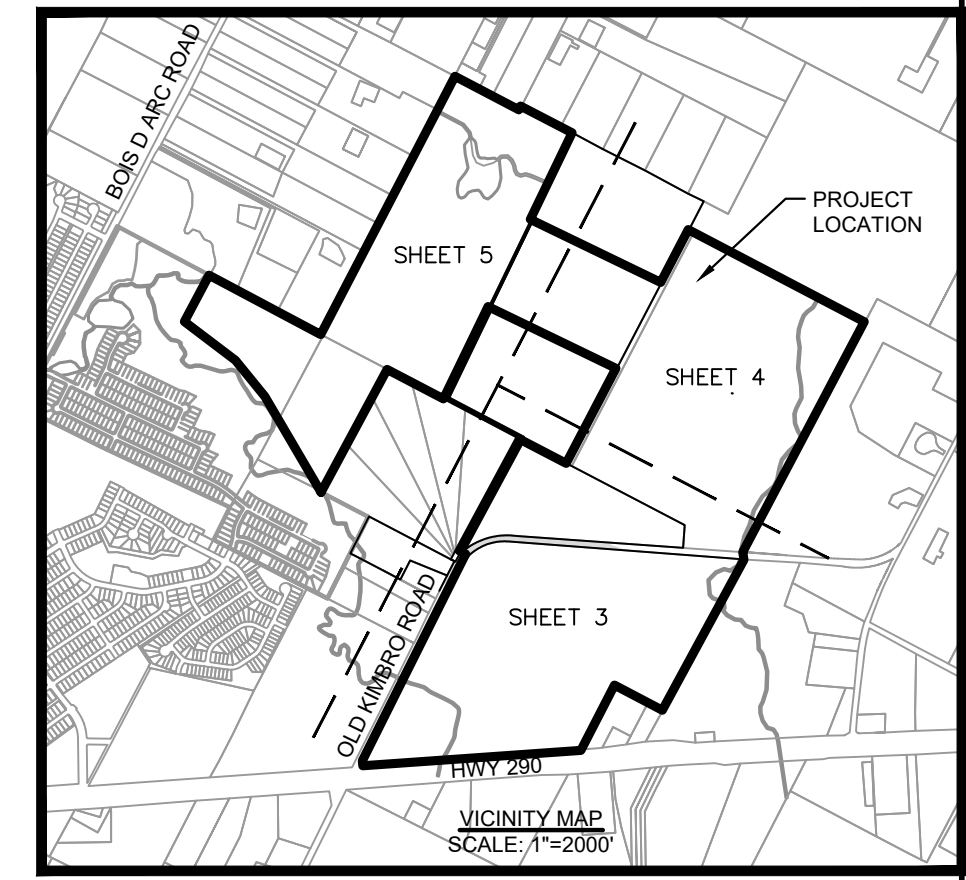 BOIS D ARC ROAD
PROJECT
LOCATION
SHEET 5
SHEET 4
SHEET 3
OLD KIMBRO ROAD
HWY 290
VICINITY MAP
SCALE: 1"=2000'